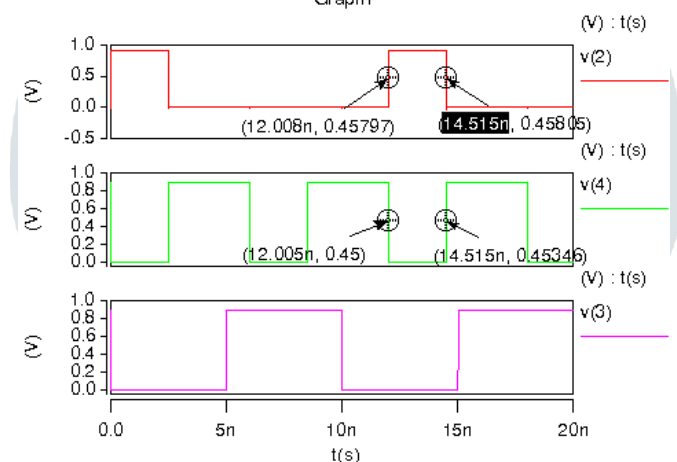 Graph1
(V) : t(s)
v(2)
(V)
1.0
0.5
0.0
-0.5
(12.008n, 0.45797)
(14.515n, 0.45805)
(V) : t(s)
v(4)
(V)
1.0
0.8
0.6
0.4
0.2
0.0
(12.005n, 0.45)
(14.515n, 0.45346)
(V) : t(s)
v(3)
(V)
1.0
0.8
0.6
0.4
0.2
0.0
0.0 5n 10n 15n 20n
t(s)